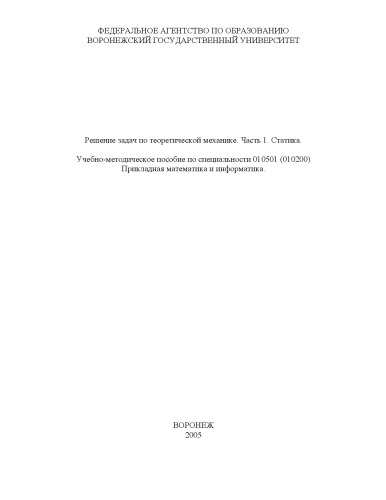 ФЕДЕРАЛЬНОЕ АГЕНТСТВО ПО ОБРАЗОВАНИЮ
ВОРОНЕЖСКИЙ ГОСУДАРСТВЕННЫЙ УНИВЕРСИТЕТ
Решение задач по теоретической механике. Часть 1. Статика.
Учебно-методическое пособие по специальности 010501 (010200)
Прикладная математика и информатика.
ВОРОНЕЖ
2005